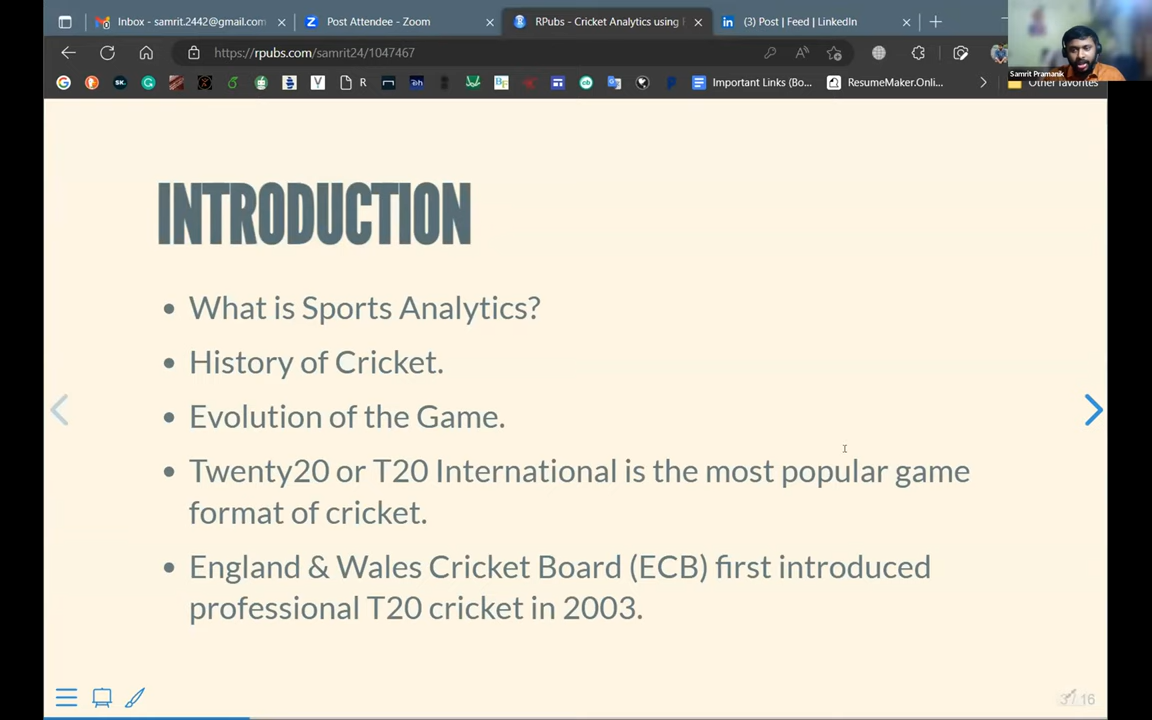 Inbox - samrit.2442@gmail.com
Post Attendee - Zoom
RPubs - Cricket Analytics using
in (3) Post | Feed | LinkedIn
https://rpubs.com/samrit24/1047467
R
Important Links (Bo...
ResumeMaker.Onli...
Other favorites
Samrit Pramanik
INTRODUCTION
• What is Sports Analytics?
• History of Cricket.
• Evolution of the Game.
• Twenty20 or T20 International is the most popular game
format of cricket.
• England & Wales Cricket Board (ECB) first introduced
professional T20 cricket in 2003.
3 / 16